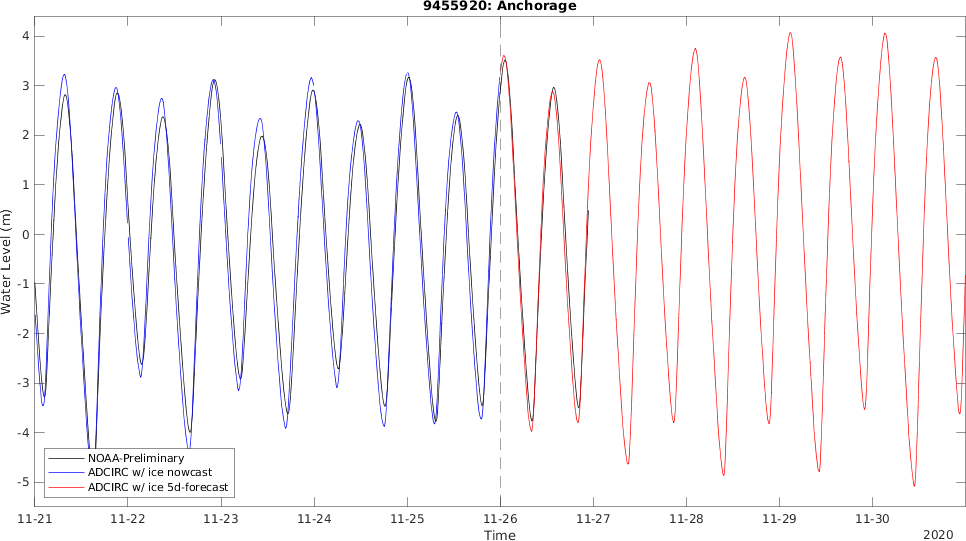 9455920: Anchorage
4
3
2
1
0
-1
-2
-3
-4
-5
Water Level (m)
NOAA-Preliminary
ADCIRC w/ ice nowcast
ADCIRC w/ ice 5d-forecast
11-21 11-22 11-23 11-24 11-25 11-26 11-27 11-28 11-29 11-30
Time
2020